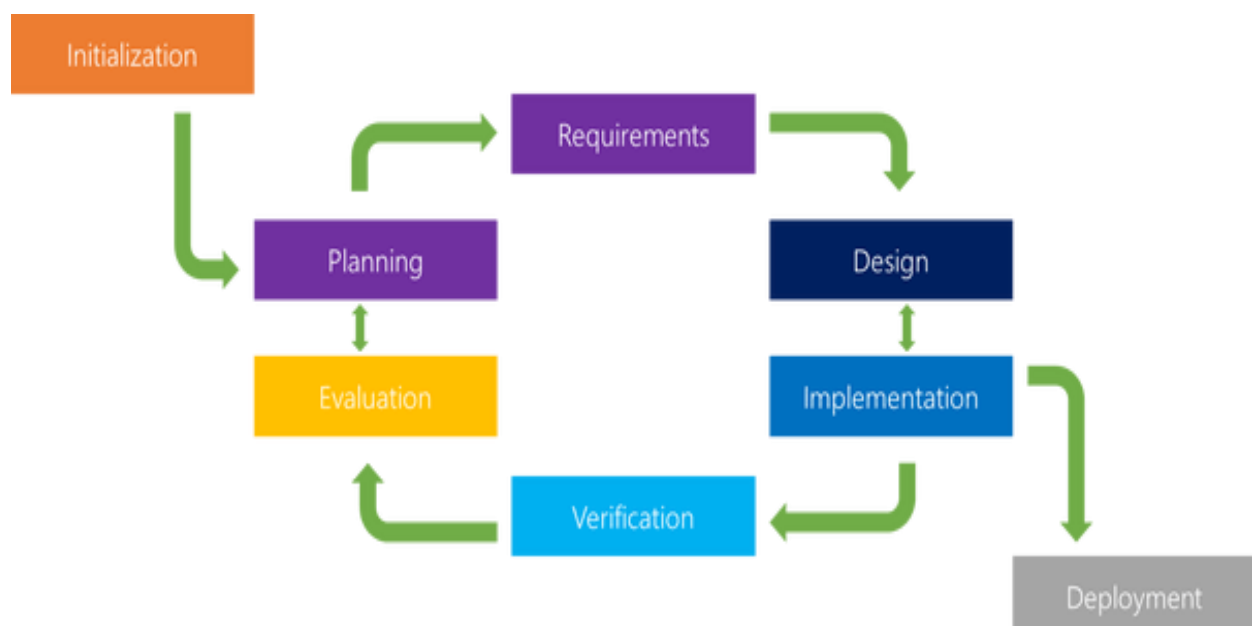 Initialization
Requirements
Planning
Design
Evaluation
Implementation
Verification
Deployment